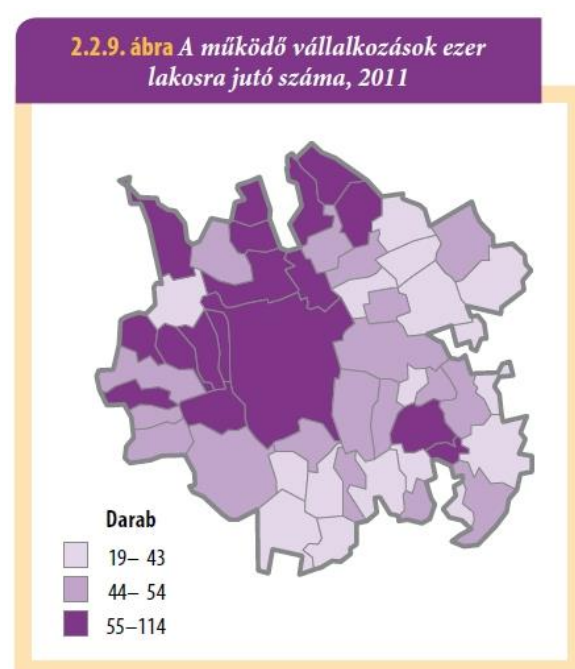 2.2.9. ábra A működő vállalkozások ezer
lakosra jutó száma, 2011
Darab
19– 43
44– 54
55–114